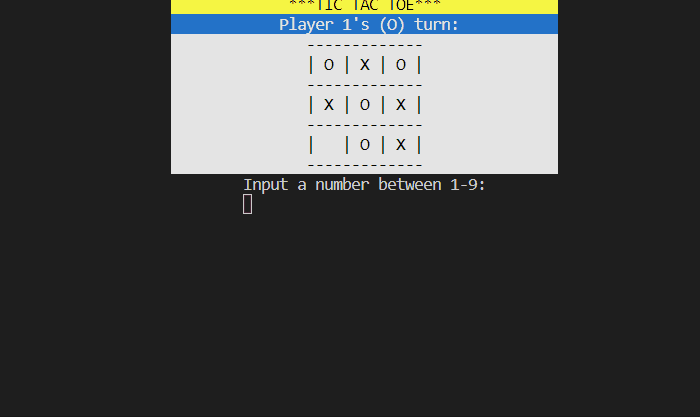 ***TIC TAC TOE***
Player 1's (O) turn:
-------------
| O | X | O |
-------------
| X | O | X |
-------------
|   | O | X |
-------------
Input a number between 1-9: